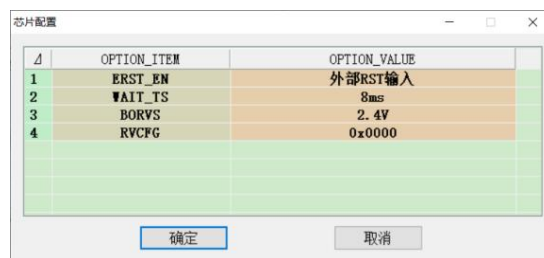 芯片配置
⊿ OPTION_ITEM OPTION_VALUE
1 ERST_EN 外部RST输入
2 WAIT_TS 8ms
3 BORVS 2.4V
4 RVCFG 0x0000
确定 取消